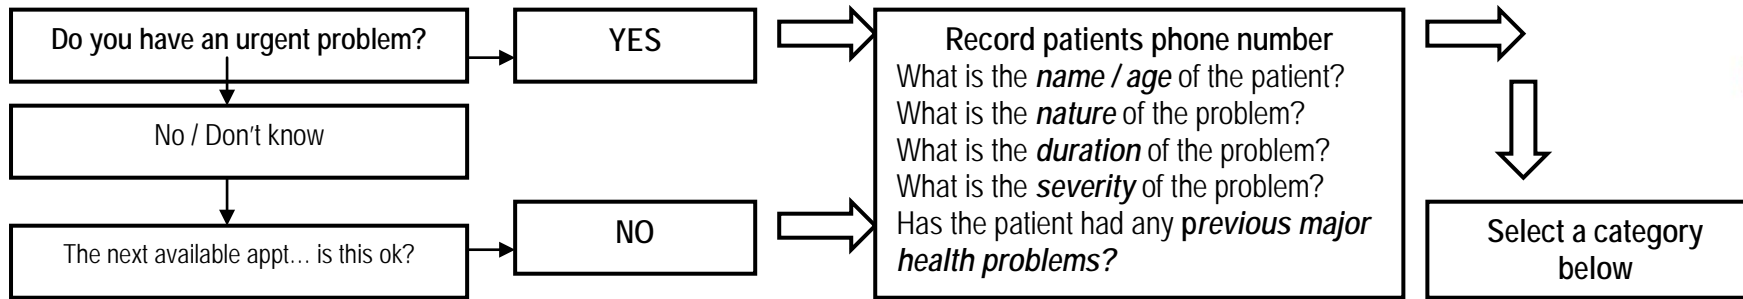 Do you have an urgent problem?
YES
No / Don't know
The next available appt… is this ok?
NO
Record patients phone number
What is the name / age of the patient?
What is the nature of the problem?
What is the duration of the problem?
What is the severity of the problem?
Has the patient had any previous major
health problems?
Select a category
below